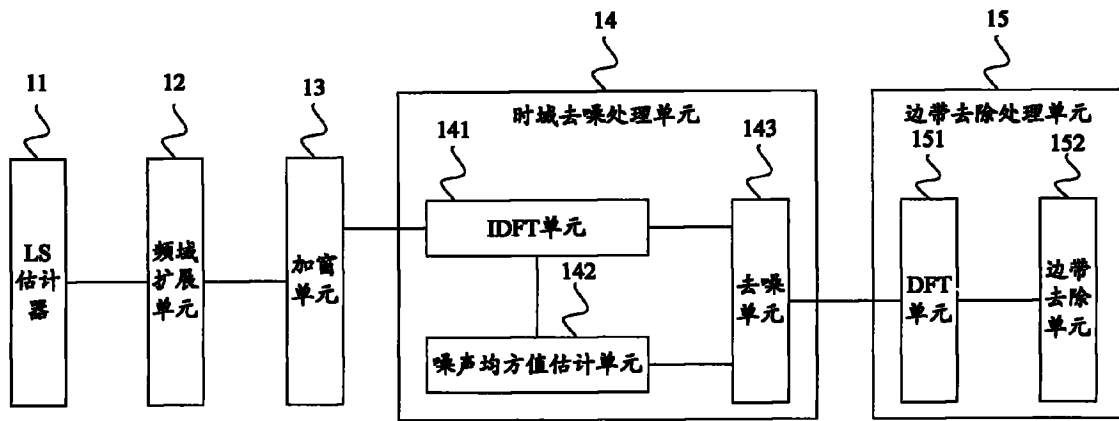 14
15
11
12
13
时域去噪处理单元
边带去除处理单元
141
143
151
152
LS
估计
器
频域
扩展
单元
加窗
单元
IDFT单元
142
噪声均方值估计单元
去噪
单元
DFT
单元
边带
去除
单元